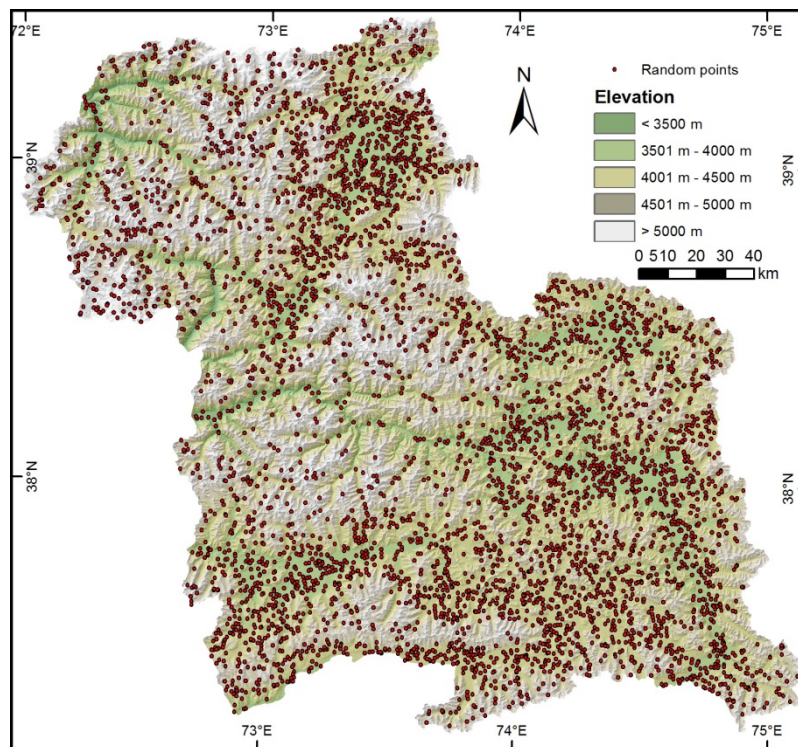 72°E 73°E 74°E 75°E
N
Random points
Elevation
< 3500 m
3501 m - 4000 m
4001 m - 4500 m
4501 m - 5000 m
> 5000 m
0 510 20 30 40
km
39°N 39°N
38°N 38°N
73°E 74°E 75°E